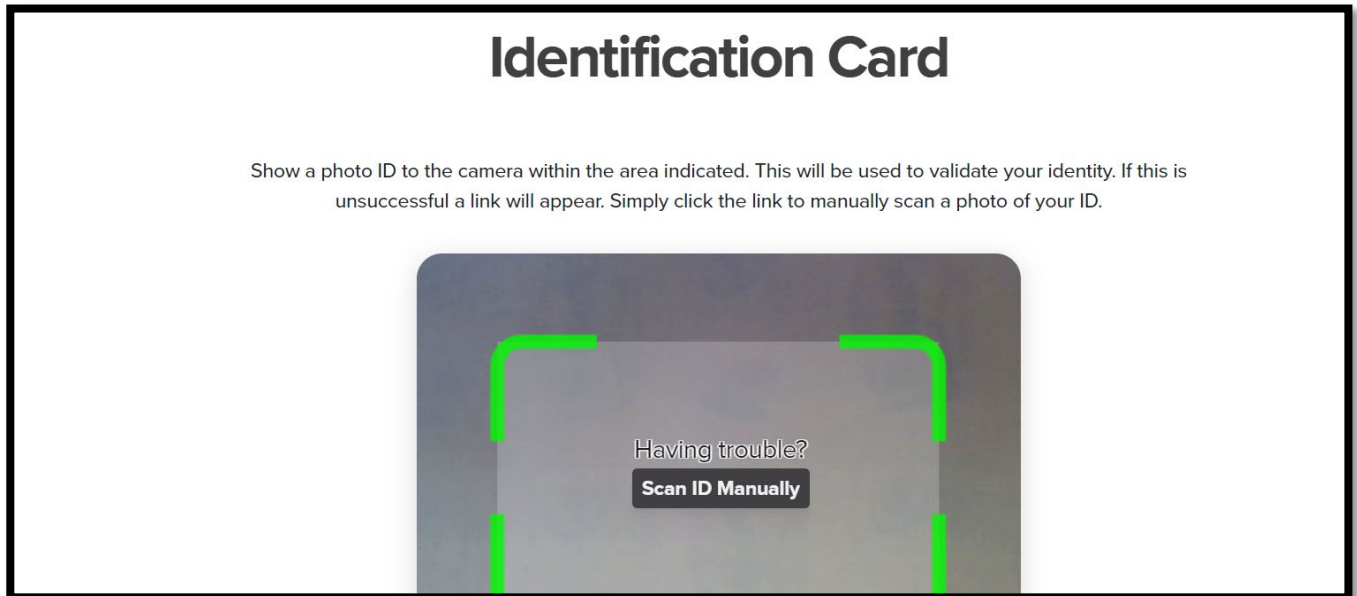 Identification Card
Show a photo ID to the camera within the area indicated. This will be used to validate your identity. If this is
unsuccessful a link will appear. Simply click the link to manually scan a photo of your ID.
Having trouble?
Scan ID Manually